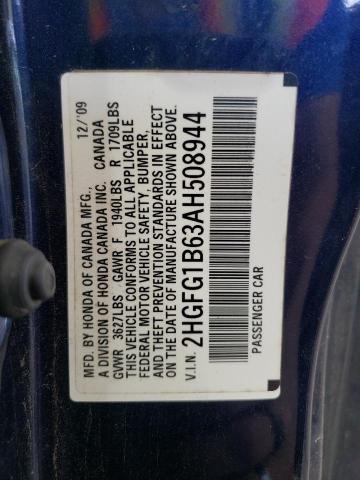 MFD. BY HONDA OF CANADA MFG., 12/'09
A DIVISION OF HONDA CANADA INC. CANADA
GVWR 3627LBS GAWR F 1940LBS R 1709LBS
THIS VEHICLE CONFORMS TO ALL APPLICABLE
FEDERAL MOTOR VEHICLE SAFETY, BUMPER,
AND THEFT PREVENTION STANDARDS IN EFFECT
ON THE DATE OF MANUFACTURE SHOWN ABOVE.
V.I.N. 2HGFG1B63AH508944
PASSENGER CAR